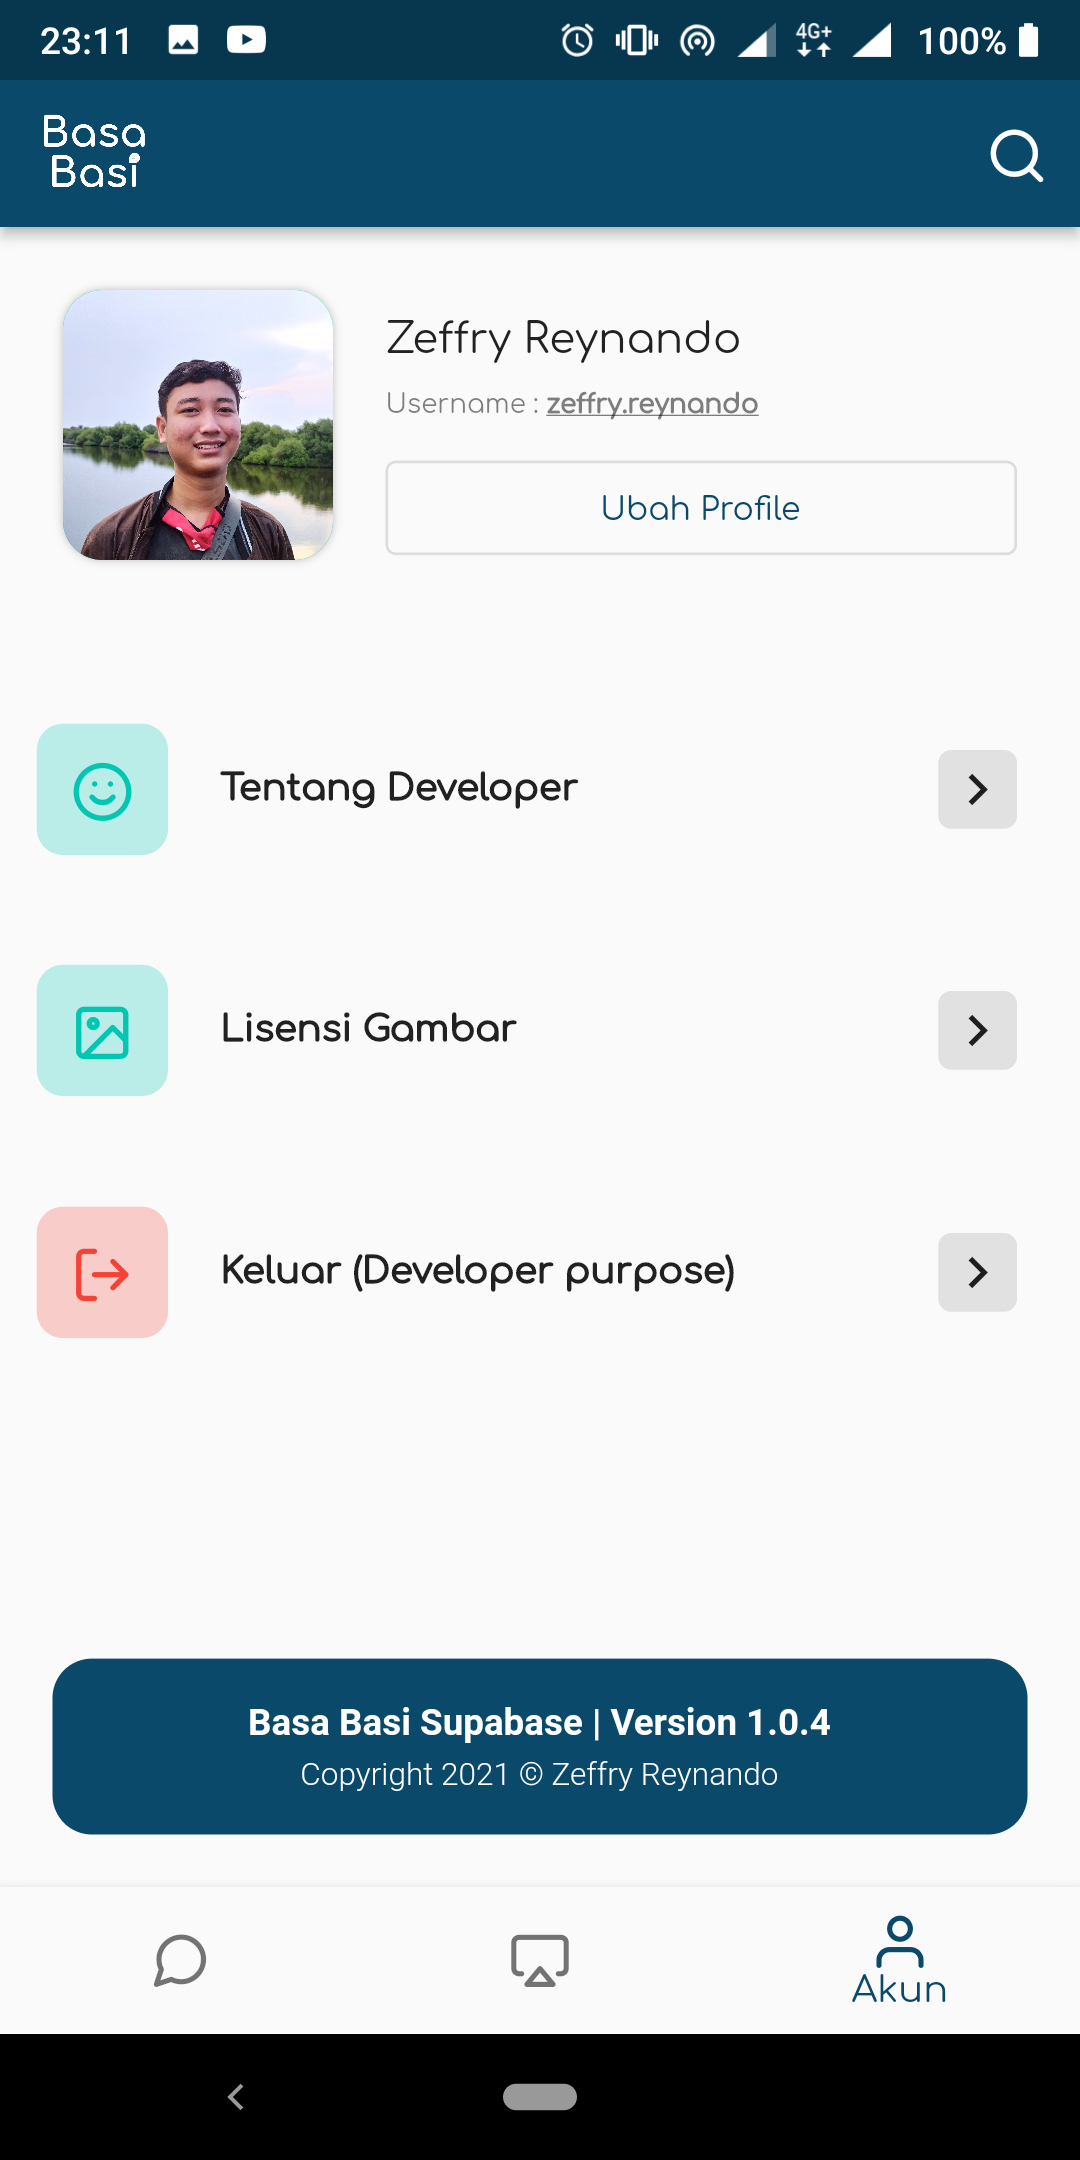 23:11
4G+
100%
Basa
Basi
Zeffry Reynando
Username : zeffry.reynando
Ubah Profile
Tentang Developer
Lisensi Gambar
Keluar (Developer purpose)
Basa Basi Supabase | Version 1.0.4
Copyright 2021 © Zeffry Reynando
Akun